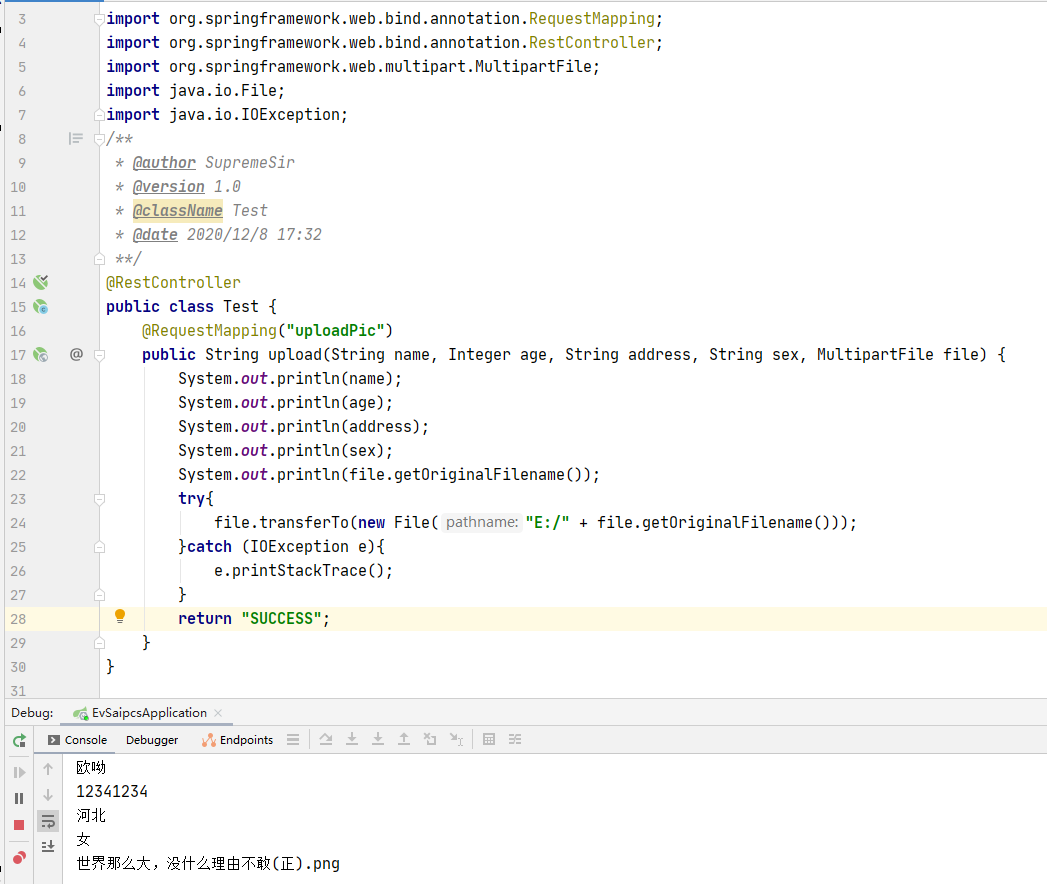 3 import org.springframework.web.bind.annotation.RequestMapping;
4 import org.springframework.web.bind.annotation.RestController;
5 import org.springframework.web.multipart.MultipartFile;
6 import java.io.File;
7 import java.io.IOException;
8 /**
9 * @author SupremeSir
10 * @version 1.0
11 * @className Test
12 * @date 2020/12/8 17:32
13 **/
14 @RestController
15 public class Test {
16 @RequestMapping("uploadPic")
17 @ public String upload(String name, Integer age, String address, String sex, MultipartFile file) {
18 System.out.println(name);
19 System.out.println(age);
20 System.out.println(address);
21 System.out.println(sex);
22 System.out.println(file.getOriginalFilename());
23 try{
24 file.transferTo(new File( pathname: "E:/" + file.getOriginalFilename()));
25 }catch (IOException e){
26 e.printStackTrace();
27 }
28 return "SUCCESS";
29 }
30 }
31
Debug: EvSaipcsApplication
Console Debugger Endpoints
欧呦
12341234
河北
女
世界那么大，没什么理由不敢(正).png